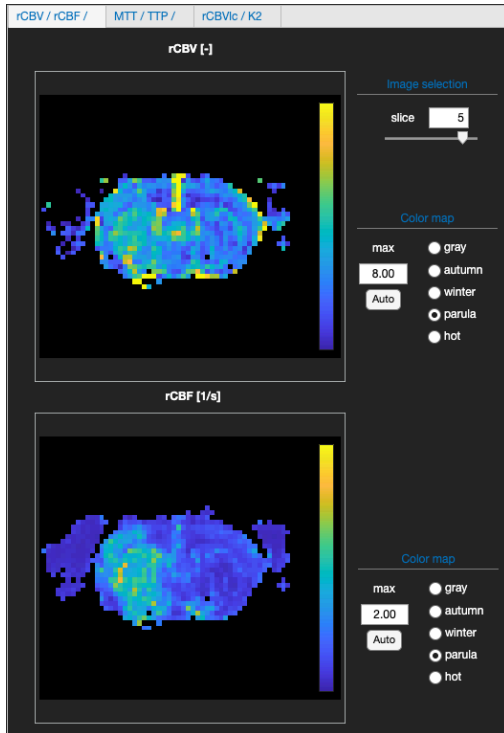 rCBV / rCBF /
MTT / TTP /
rCBVlc / K2
rCBV [-]
Image selection
slice
5
Color map
max
8.00
Auto
gray
autumn
winter
parula
hot
rCBF [1/s]
Color map
max
2.00
Auto
gray
autumn
winter
parula
hot